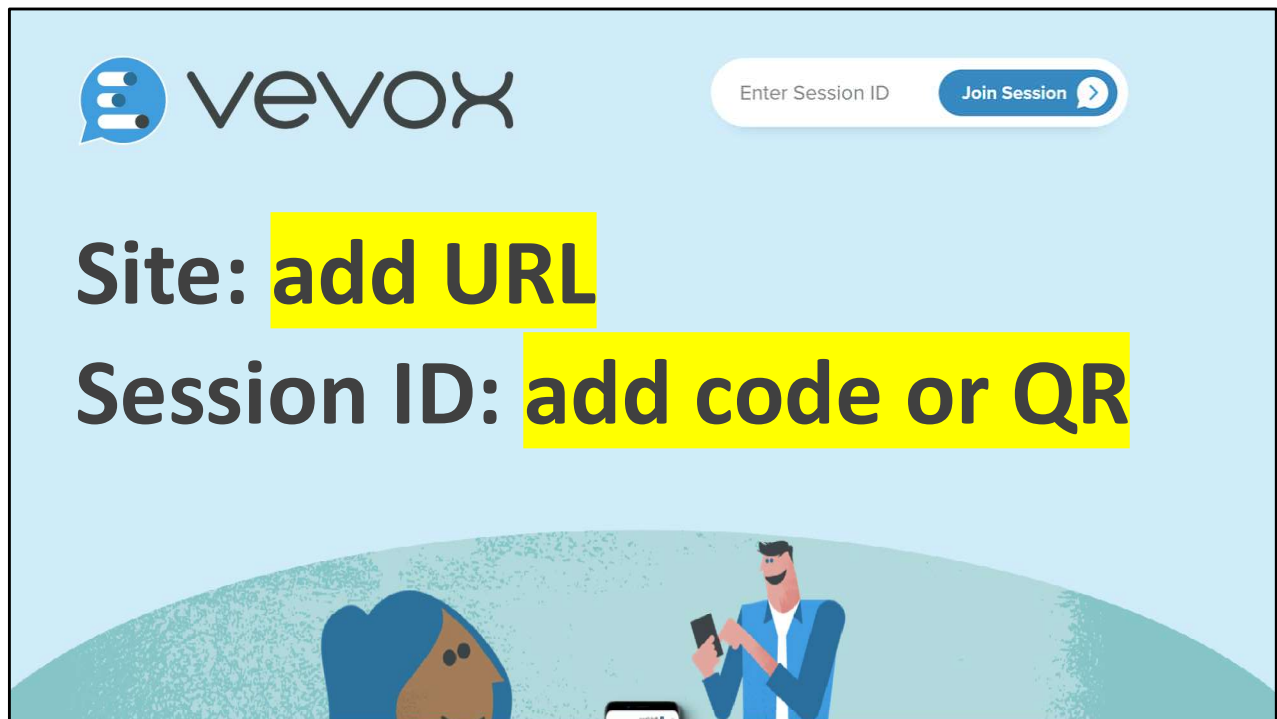 vevox
Enter Session ID
Join Session
Site: add URL
Session ID: add code or QR